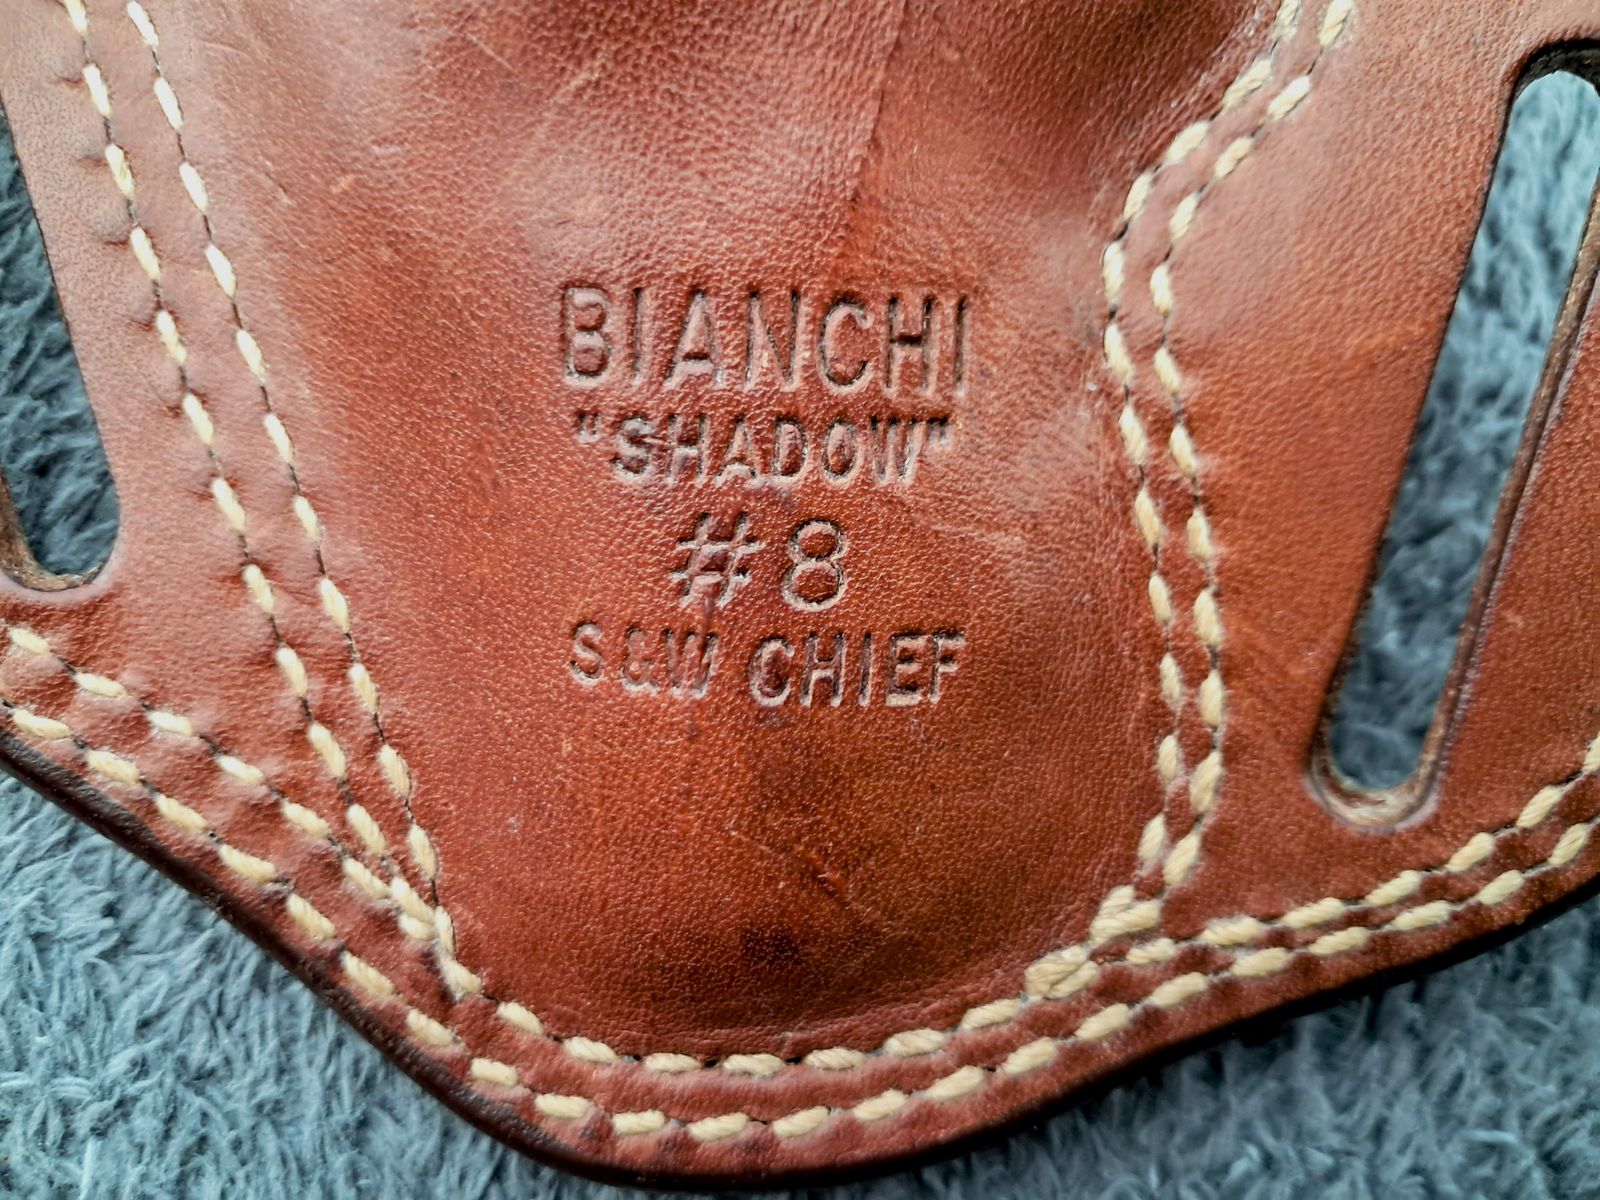 BIANCHI
"SHADOW"
#8
S&W CHIEF